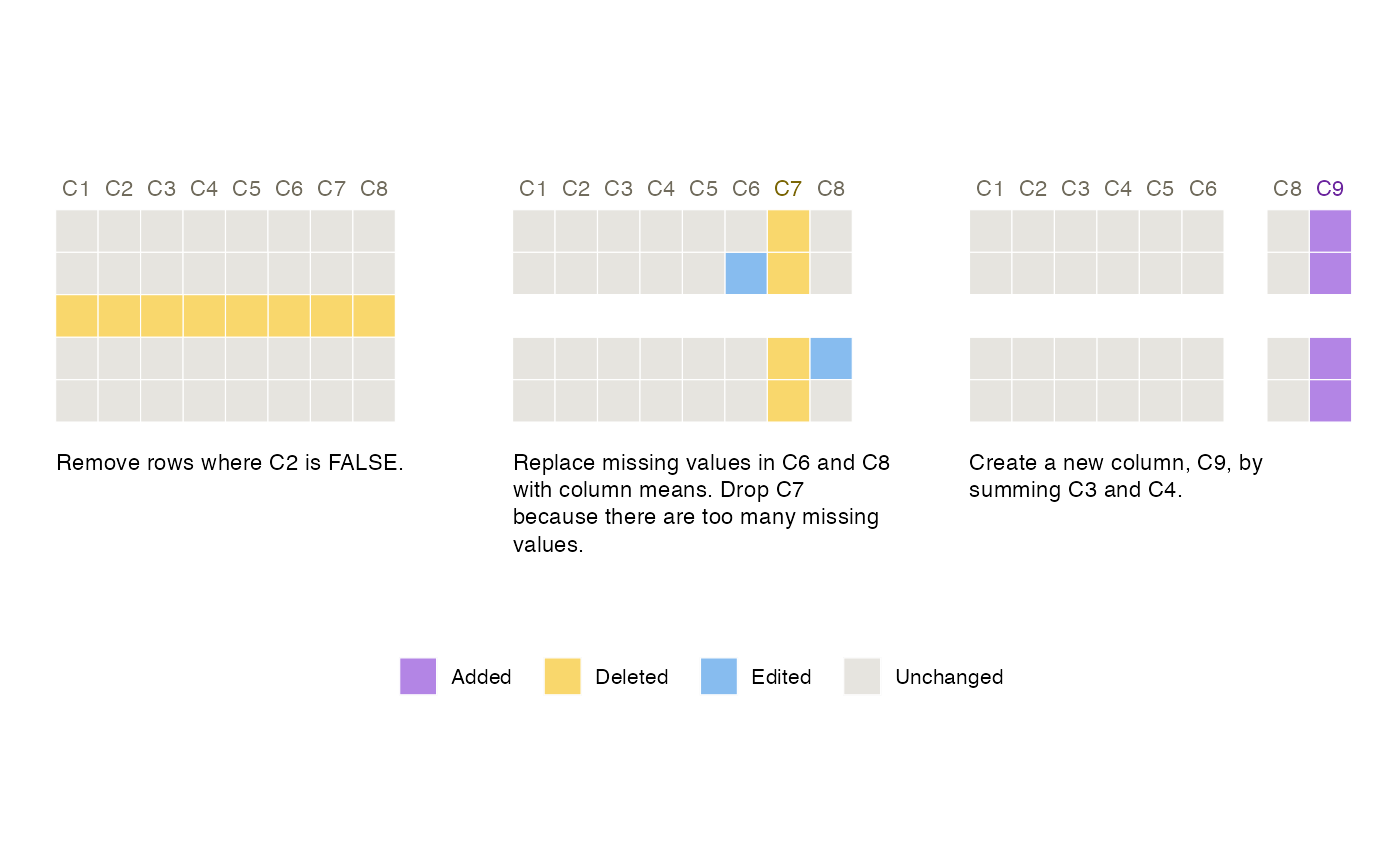 C1 C2 C3 C4 C5 C6 C7 C8
C1 C2 C3 C4 C5 C6 C7 C8
C1 C2 C3 C4 C5 C6 C8 C9
Remove rows where C2 is FALSE.
Replace missing values in C6 and C8
with column means. Drop C7
because there are too many missing
values.
Create a new column, C9, by
summing C3 and C4.
Added Deleted Edited Unchanged